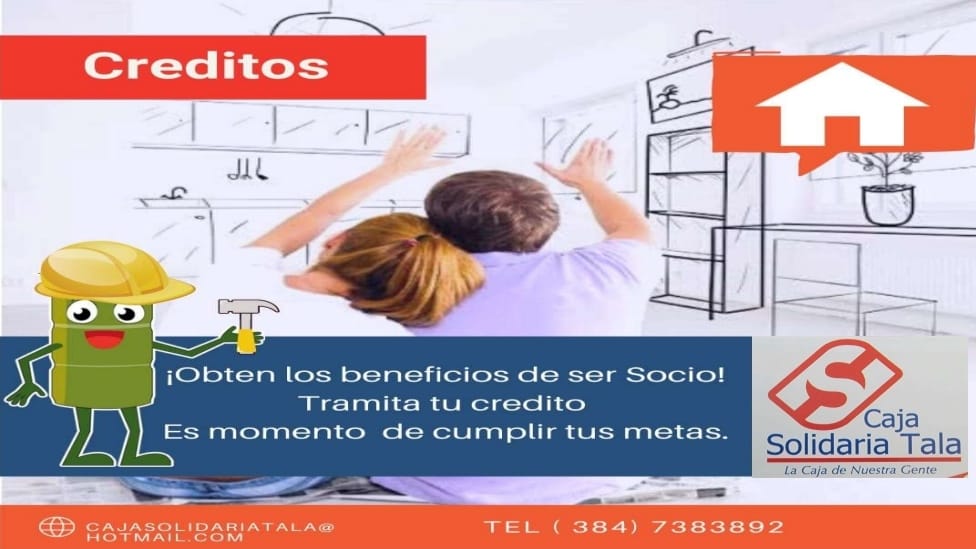 Creditos
¡Obten los beneficios de ser Socio!
Tramita tu credito
Es momento de cumplir tus metas.
Caja
Solidaria Tala
La Caja de Nuestra Gente
CAJASOLIDARIATALA@
HOTMAIL.COM
TEL ( 384) 7383892